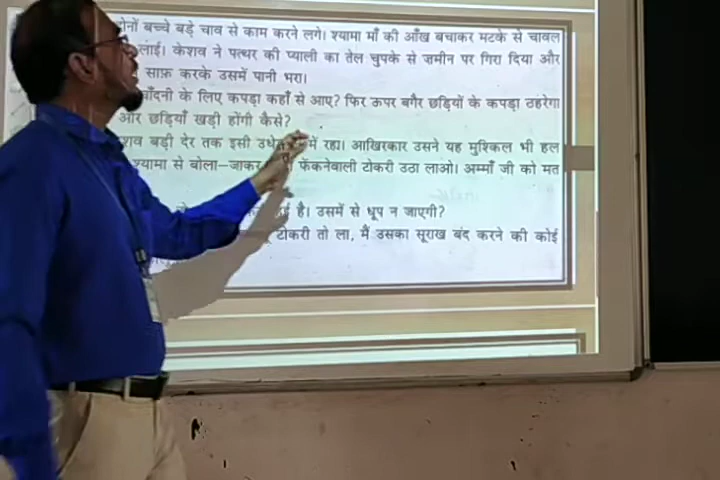 दोनों बच्चे बड़े चाव से काम करने लगे। श्यामा माँ की आँख बचाकर मटके से चावल
लाई। केशव ने पत्थर की प्याली का तेल चुपके से ज़मीन पर गिरा दिया और
साफ़ करके उसमें पानी भरा।
चाँदनी के लिए कपड़ा कहाँ से आए? फिर ऊपर बगैर छड़ियों के कपड़ा ठहरेगा
और छड़ियाँ खड़ी होंगी कैसे?
बड़ी देर तक इसी में रहा। आखिरकार उसने यह मुश्किल भी हल
श्यामा से बोला—जाकर फेंकनेवाली टोकरी उठा लाओ। अम्माँ जी को मत
है। उसमें से धूप न जाएगी?
टोकरी तो ला, मैं उसका सूराख बंद करने की कोई